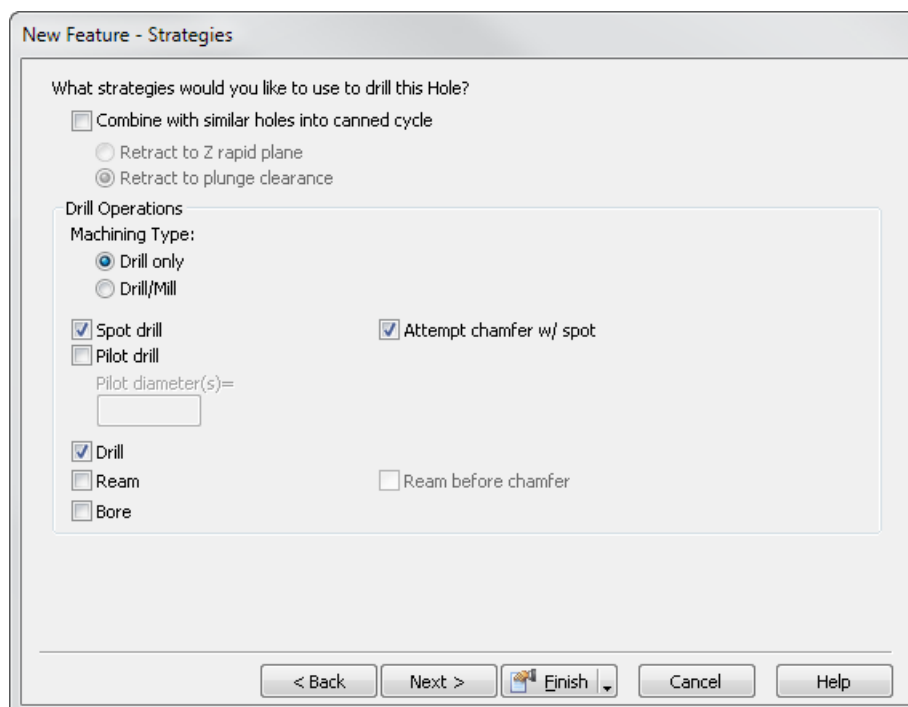 New Feature - Strategies
What strategies would you like to use to drill this Hole?
Combine with similar holes into canned cycle
Retract to Z rapid plane
Retract to plunge clearance
Drill Operations
Machining Type:
Drill only
Drill/Mill
Spot drill Attempt chamfer w/ spot
Pilot drill
Pilot diameter(s)=
Drill
Ream Ream before chamfer
Bore
< Back Next > Finish Cancel Help